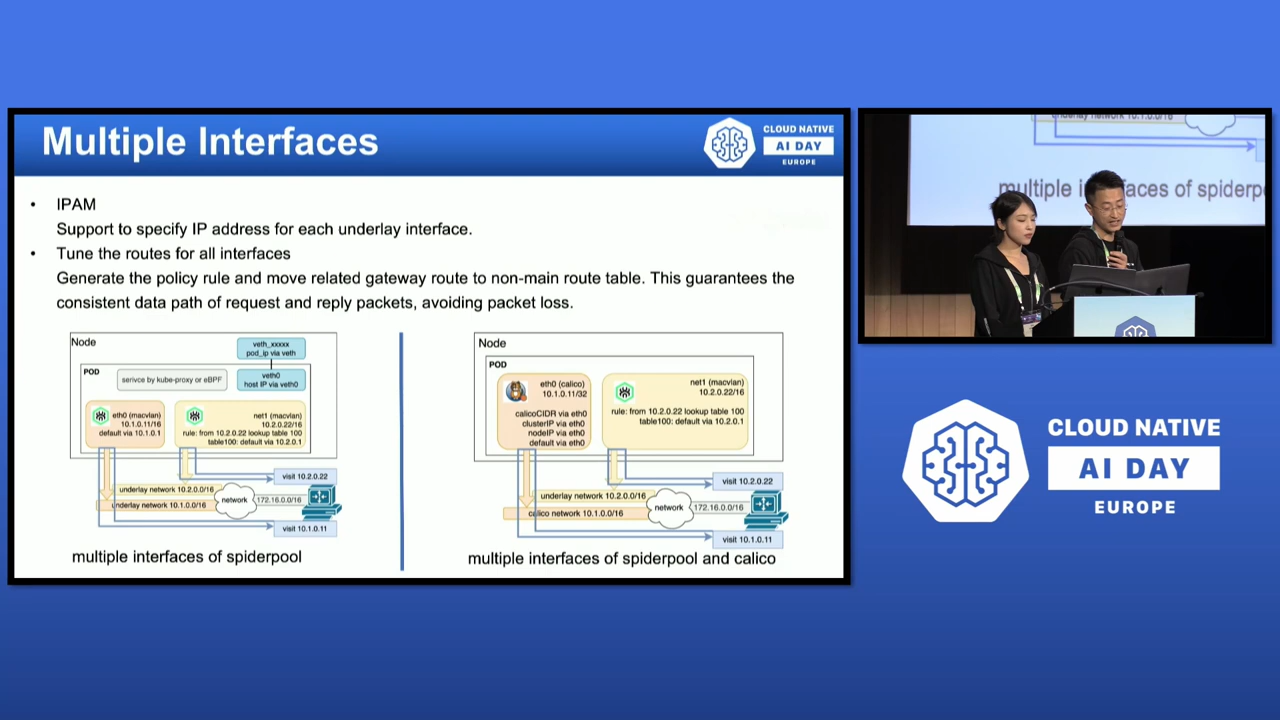 Multiple Interfaces
CLOUD NATIVE
AI DAY
EUROPE
• IPAM
Support to specify IP address for each underlay interface.
• Tune the routes for all interfaces
Generate the policy rule and move related gateway route to non-main route table. This guarantees the
consistent data path of request and reply packets, avoiding packet loss.
Node
veth_xxxxx
pod_ip via veth
POD
serivce by kube-proxy or eBPF
veth0
host IP via veth0
eth0 (macvlan)
10.1.0.11/16
default via 10.1.0.1
net1 (macvlan)
10.2.0.22/16
rule: from 10.2.0.22 lookup table 100
table100: default via 10.2.0.1
visit 10.2.0.22
underlay network 10.2.0.0/16
underlay network 10.1.0.0/16
network
172.16.0.0/16
visit 10.1.0.11
multiple interfaces of spiderpool
Node
POD
eth0 (calico)
10.1.0.11/32
calicoCIDR via eth0
clusterIP via eth0
nodeIP via eth0
default via eth0
net1 (macvlan)
10.2.0.22/16
rule: from 10.2.0.22 lookup table 100
table100: default via 10.2.0.1
visit 10.2.0.22
underlay network 10.2.0.0/16
calico network 10.1.0.0/16
network
172.16.0.0/16
visit 10.1.0.11
multiple interfaces of spiderpool and calico
underlay network 10.1.0.0/16
multiple in faces of spiderpo
CLOUD NATIVE
AI DAY
EUROPE